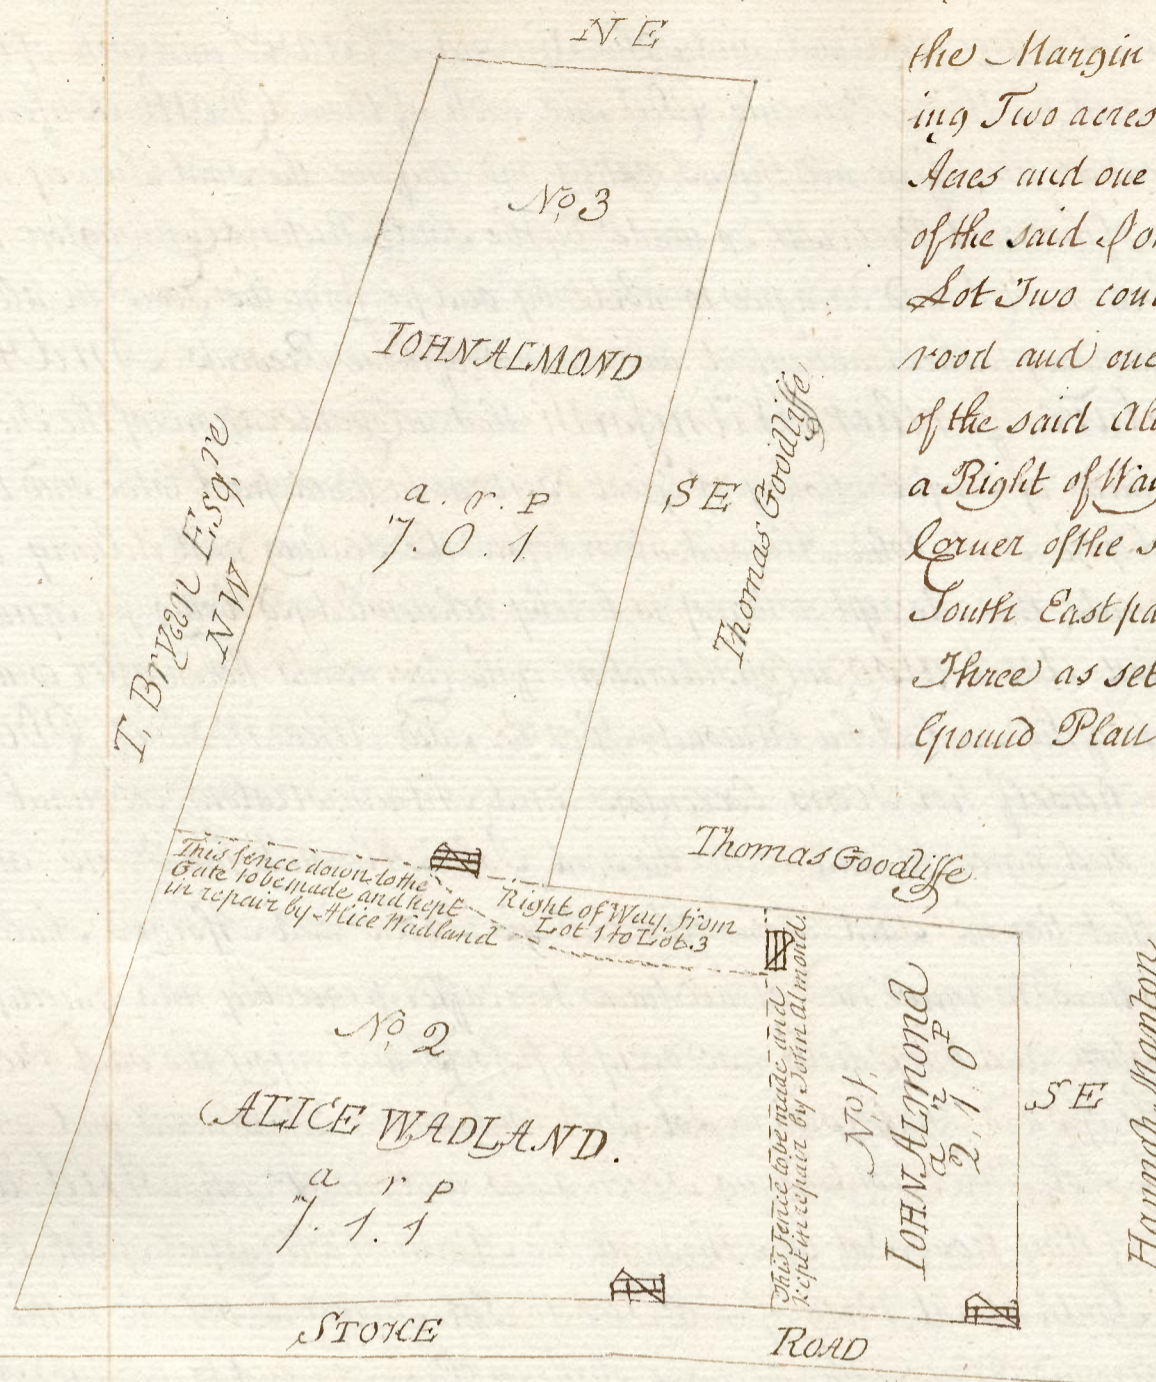 N E
No 3
IOHN ALMOND
a. r. P
7. 0. 1
S E
Thomas Goodliffe
T. Bryan Esqre
N W
Thomas Goodliffe
This fence down to the
Gate to be made and kept
in repair by Alice Wadland
Right of Way from
Lot 1 to Lot. 3
No 2
ALICE WADLAND.
a r p
7. 1. 1
This fence to be made and
kept in repair by John Almond.
No 1.
IOHN ALMOND
a r P
2. 1. 0
S E
Hannah Manton
STOKE ROAD
the Margin
ing Two acres
Acres and one
of the said
Lot Two
rood and one
of the said
a Right of Way
Corner of the
South East
Three as set
Ground Plan